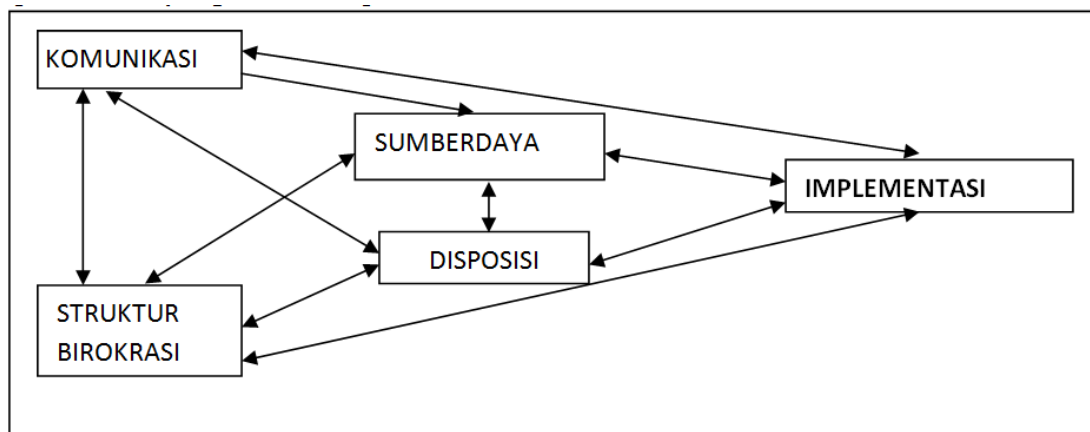 KOMUNIKASI
SUMBERDAYA
IMPLEMENTASI
DISPOSISI
STRUKTUR
BIROKRASI